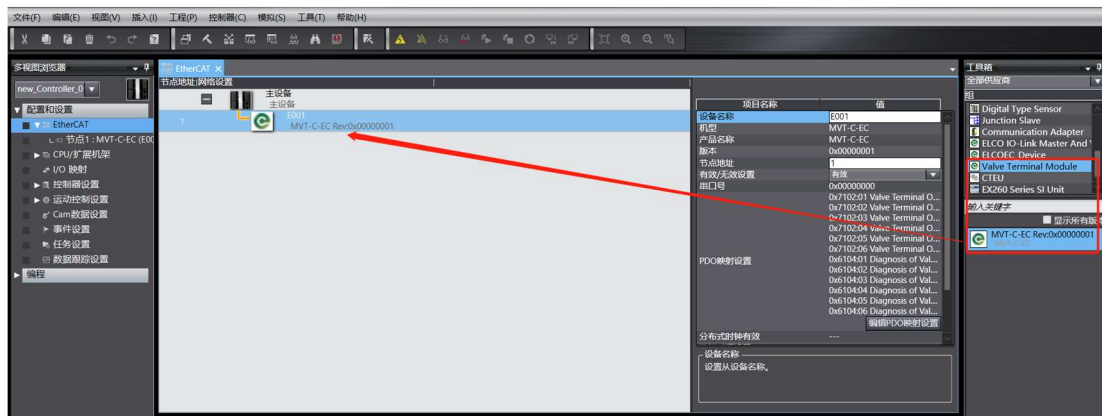 文件(F) 编辑(E) 视图(V) 插入(I) 工程(P) 控制器(C) 模拟(S) 工具(T) 帮助(H)
多视图浏览器
new_Controller_0
配置和设置
EtherCAT
节点1 : MVT-C-EC (E00
CPU/扩展机架
I/O 映射
控制器设置
运动控制设置
Cam数据设置
事件设置
任务设置
数据跟踪设置
编程
EtherCAT
节点地址|网络设置
主设备
主设备
1
E001
MVT-C-EC Rev:0x00000001
项目名称 值
设备名称 E001
机型 MVT-C-EC
产品名称 MVT-C-EC
版本 0x00000001
节点地址 1
有效/无效设置 有效
串口号 0x00000000
PDO映射设置
0x7102:01 Valve Terminal O...
0x7102:02 Valve Terminal O...
0x7102:03 Valve Terminal O...
0x7102:04 Valve Terminal O...
0x7102:05 Valve Terminal O...
0x7102:06 Valve Terminal O...
0x6104:01 Diagnosis of Val...
0x6104:02 Diagnosis of Val...
0x6104:03 Diagnosis of Val...
0x6104:04 Diagnosis of Val...
0x6104:05 Diagnosis of Val...
0x6104:06 Diagnosis of Val...
编辑PDO映射设置
分布式时钟有效 ---
设备名称
设置从设备名称。
工具箱
全部供应商
组
Digital Type Sensor
Junction Slave
Communication Adapter
ELCO IO-Link Master And
ELCOEC Device
Valve Terminal Module
CTEU
EX260 Series SI Unit
输入关键字
显示所有版本
MVT-C-EC Rev:0x00000001
MVT-C-EC